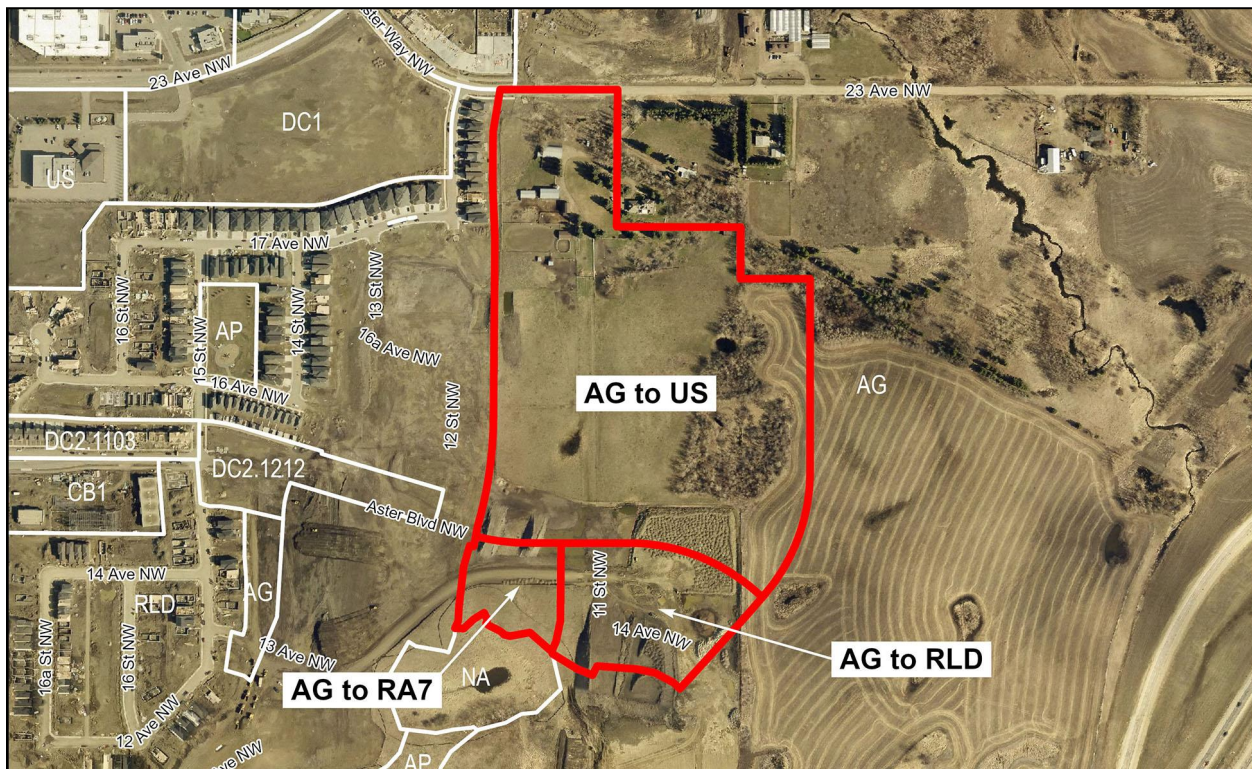 Aster Way NW
23 Ave NW
23 Ave NW
DC1
US
17 Ave NW
13 St NW
16 St NW
15 St NW
14 St NW
AP
16a Ave NW
16 Ave NW
12 St NW
AG to US
AG
DC2.1103
DC2.1212
CB1
Aster Blvd NW
14 Ave NW
RLD
AG
11 St NW
14 Ave NW
13 Ave NW
16a St NW
16 St NW
12 Ave NW
AG to RA7
NA
AG to RLD
AP